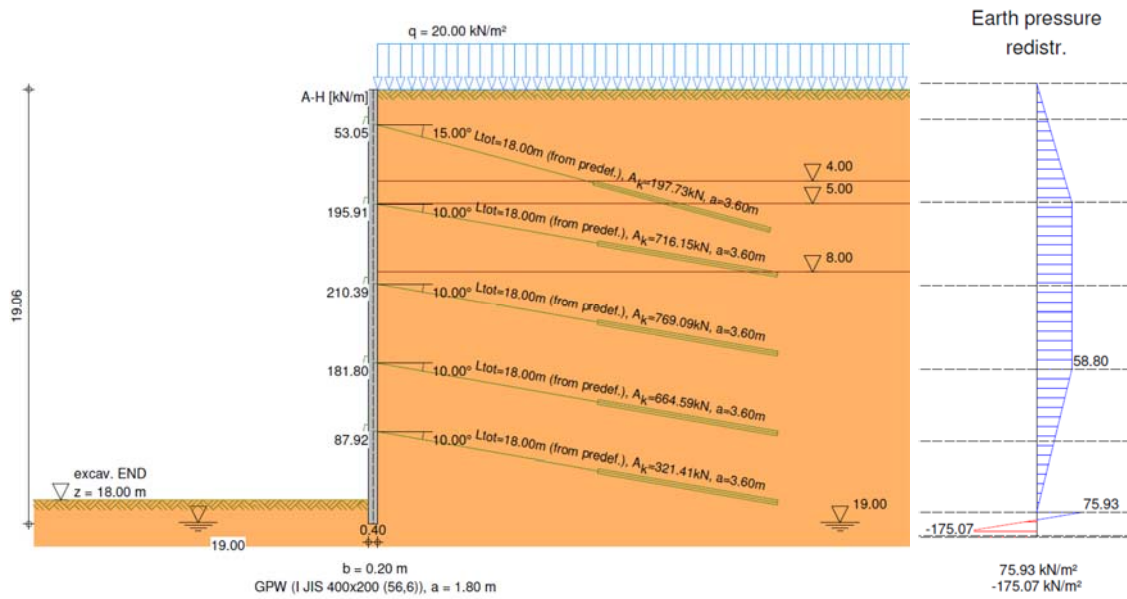 Earth pressure
redistr.
q = 20.00 kN/m²
A-H [kN/m]
53.05
15.00° Ltot=18.00m (from predef.), Ak=197.73kN, a=3.60m
4.00
5.00
195.91
10.00° Ltot=18.00m (from predef.), Ak=716.15kN, a=3.60m
8.00
19.06
210.39
10.00° Ltot=18.00m (from predef.), Ak=769.09kN, a=3.60m
181.80
10.00° Ltot=18.00m (from predef.), Ak=664.59kN, a=3.60m
58.80
87.92
10.00° Ltot=18.00m (from predef.), Ak=321.41kN, a=3.60m
excav. END
z = 18.00 m
19.00
75.93
-175.07
0.40
19.00
b = 0.20 m
GPW (I JIS 400x200 (56,6)), a = 1.80 m
75.93 kN/m²
-175.07 kN/m²